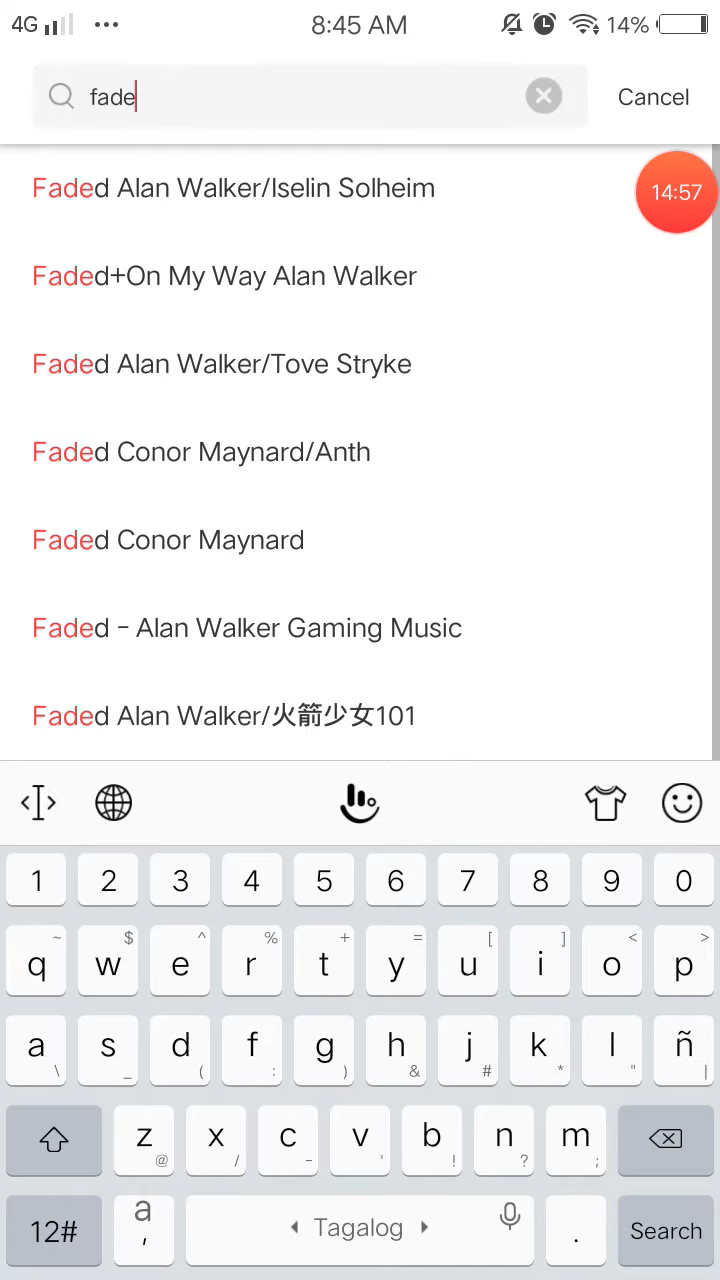 4G 8:45 AM 14%
fade Cancel
Faded Alan Walker/Iselin Solheim
14:57
Faded+On My Way Alan Walker
Faded Alan Walker/Tove Stryke
Faded Conor Maynard/Anth
Faded Conor Maynard
Faded - Alan Walker Gaming Music
Faded Alan Walker/火箭少女101
1 2 3 4 5 6 7 8 9 0
~ $ ^ % + = [ ] < >
q w e r t y u i o p
a s d f g h j k l ñ
\ _ ( : ) & # * " |
z x c v b n m
@ / - ' ! ? ;
12# a , Tagalog . Search